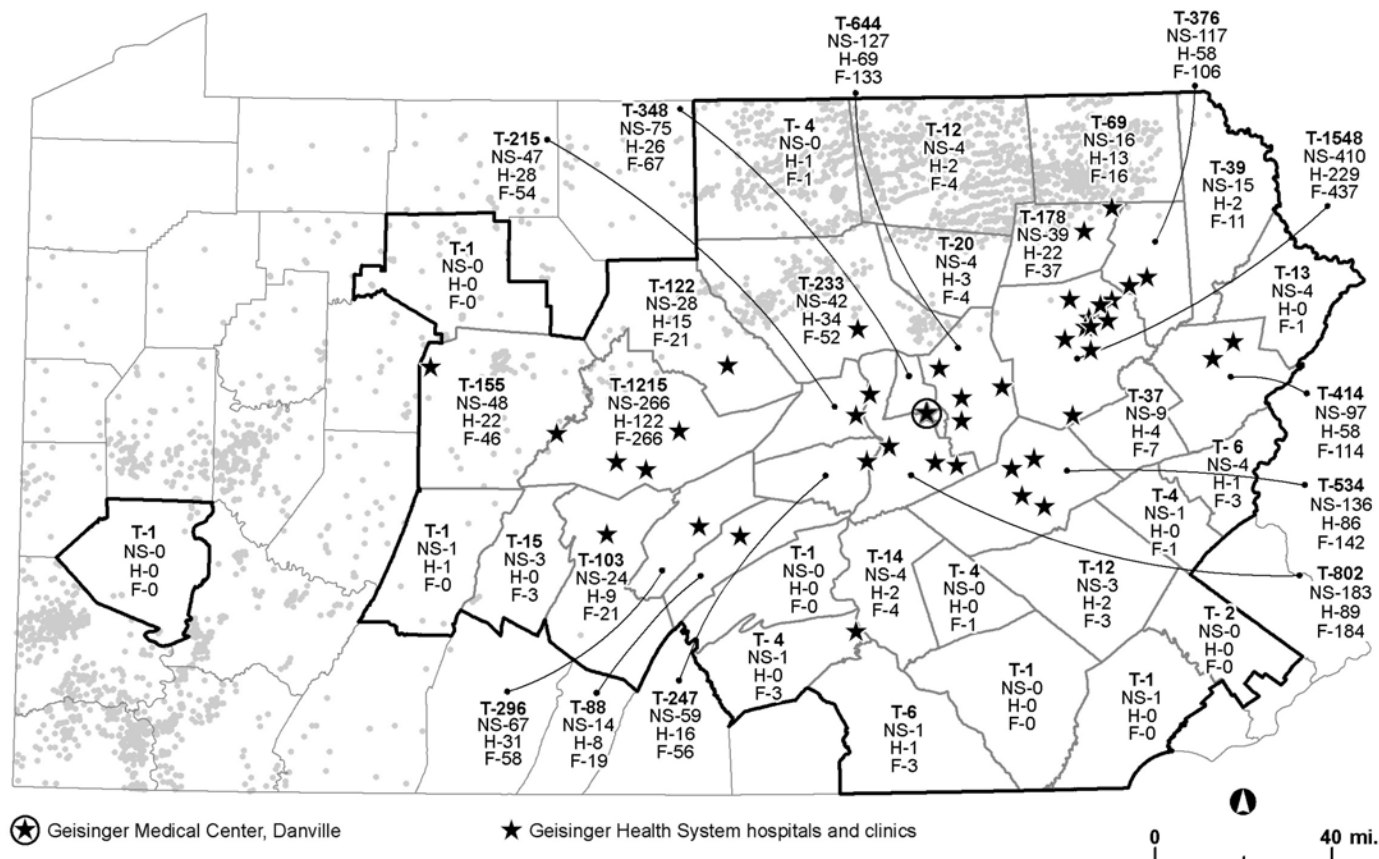 T-644
NS-127
H-69
F-133
T-376
NS-117
H-58
F-106
T-348
NS-75
H-26
F-67
T-215
NS-47
H-28
F-54
T- 4
NS-0
H-1
F-1
T-12
NS-4
H-2
F-4
T-69
NS-16
H-13
F-16
T-39
NS-15
H-2
F-11
T-1548
NS-410
H-229
F-437
T-178
NS-39
H-22
F-37
T-20
NS-4
H-3
F-4
T-1
NS-0
H-0
F-0
T-122
NS-28
H-15
F-21
T-233
NS-42
H-34
F-52
T-13
NS-4
H-0
F-1
T-155
NS-48
H-22
F-46
T-1215
NS-266
H-122
F-266
T-37
NS-9
H-4
F-7
T-414
NS-97
H-58
F-114
T- 6
NS-4
H-1
F-3
T-534
NS-136
H-86
F-142
T-4
NS-1
H-0
F-1
T-1
NS-0
H-0
F-0
T-1
NS-1
H-1
F-0
T-15
NS-3
H-0
F-3
T-103
NS-24
H-9
F-21
T-1
NS-0
H-0
F-0
T-14
NS-4
H-2
F-4
T- 4
NS-0
H-0
F-1
T-12
NS-3
H-2
F-3
T-802
NS-183
H-89
F-184
T- 2
NS-0
H-0
F-0
T- 4
NS-1
H-0
F-3
T-1
NS-0
H-0
F-0
T-1
NS-1
H-0
F-0
T-296
NS-67
H-31
F-58
T-88
NS-14
H-8
F-19
T-247
NS-59
H-16
F-56
T-6
NS-1
H-1
F-3
Geisinger Medical Center, Danville
Geisinger Health System hospitals and clinics
0 40 mi.